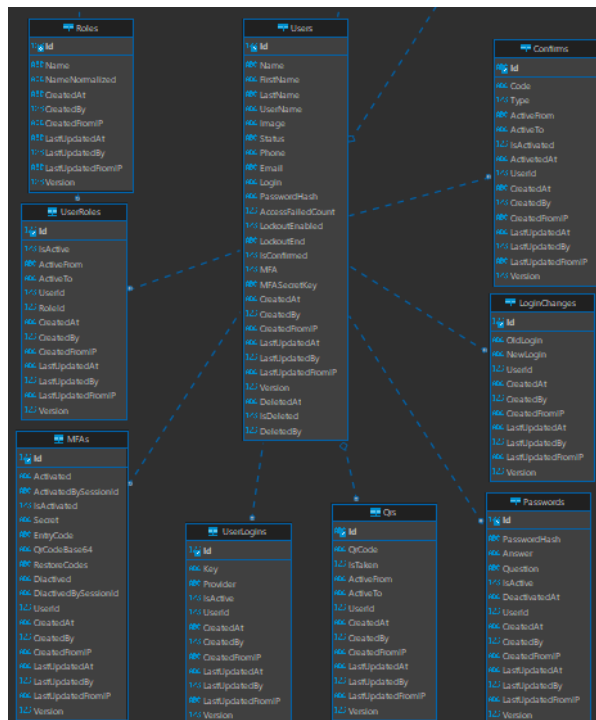 Roles
Id
Name
NameNormalized
CreatedAt
CreatedBy
CreatedFromIP
LastUpdatedAt
LastUpdatedBy
LastUpdatedFromIP
Version
UserRoles
Id
IsActive
ActiveFrom
ActiveTo
UserId
RoleId
CreatedAt
CreatedBy
CreatedFromIP
LastUpdatedAt
LastUpdatedBy
LastUpdatedFromIP
Version
MFAs
Id
Activated
ActivatedBySessionId
IsActivated
Secret
EntryCode
QrCodeBase64
RestoreCodes
Diactived
DiactivedBySessionId
UserId
CreatedAt
CreatedBy
CreatedFromIP
LastUpdatedAt
LastUpdatedBy
LastUpdatedFromIP
Version
Users
Id
Name
FirstName
LastName
UserName
Image
Status
Phone
Email
Login
PasswordHash
AccessFailedCount
LockoutEnabled
LockoutEnd
IsConfirmed
MFA
MFASecretKey
CreatedAt
CreatedBy
CreatedFromIP
LastUpdatedAt
LastUpdatedBy
LastUpdatedFromIP
Version
DeletedAt
IsDeleted
DeletedBy
UserLogins
Id
Key
Provider
IsActive
UserId
CreatedAt
CreatedBy
CreatedFromIP
LastUpdatedAt
LastUpdatedBy
LastUpdatedFromIP
Version
Qrs
Id
QrCode
IsTaken
ActiveFrom
ActiveTo
UserId
CreatedAt
CreatedBy
CreatedFromIP
LastUpdatedAt
LastUpdatedBy
LastUpdatedFromIP
Version
Confirms
Id
Code
Type
ActiveFrom
ActiveTo
IsActivated
ActivetedAt
UserId
CreatedAt
CreatedBy
CreatedFromIP
LastUpdatedAt
LastUpdatedBy
LastUpdatedFromIP
Version
LoginChanges
Id
OldLogin
NewLogin
UserId
CreatedAt
CreatedBy
CreatedFromIP
LastUpdatedAt
LastUpdatedBy
LastUpdatedFromIP
Version
Passwords
Id
PasswordHash
Answer
Question
IsActive
DeactivatedAt
UserId
CreatedAt
CreatedBy
CreatedFromIP
LastUpdatedAt
LastUpdatedBy
LastUpdatedFromIP
Version